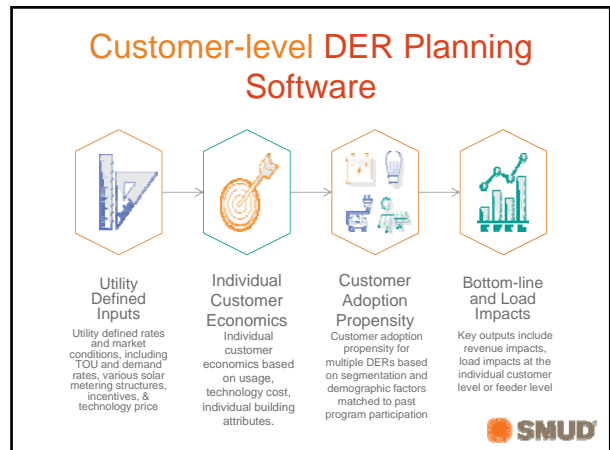 Customer-level DER Planning
Software
Utility
Defined
Inputs
Utility defined rates
and market
conditions, including
TOU and demand
rates, various solar
metering structures,
incentives, &
technology price
Individual
Customer
Economics
Individual
customer
economics based
on usage,
technology cost,
individual building
attributes.
Customer
Adoption
Propensity
Customer adoption
propensity for
multiple DERs based
on segmentation and
demographic factors
matched to past
program participation
Bottom-line
and Load
Impacts
Key outputs include
revenue impacts,
load impacts at the
individual customer
level or feeder level
SMUD®